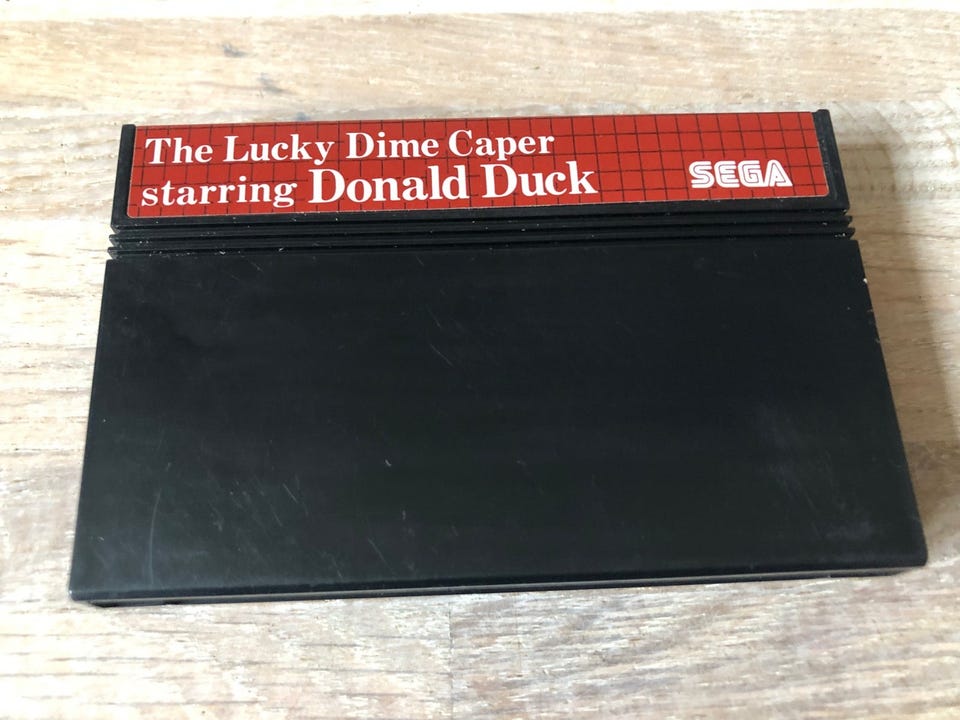 The Lucky Dime Caper
starring Donald Duck
SEGA